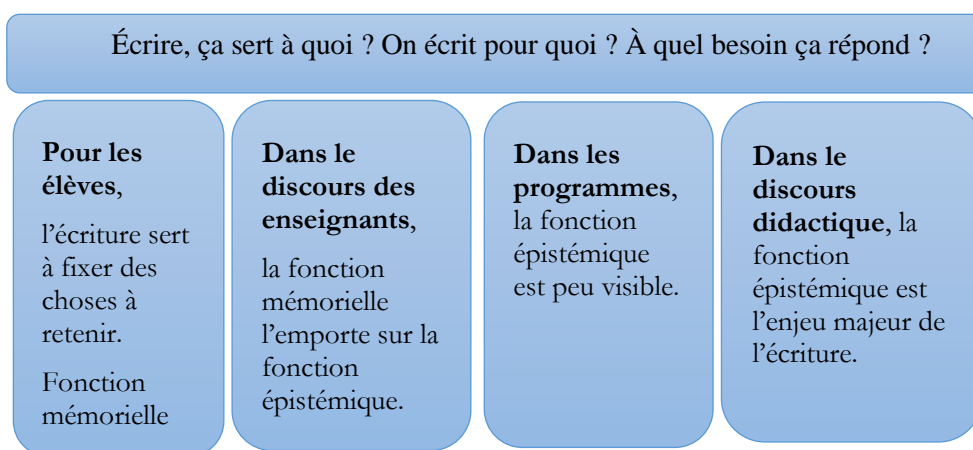 Écrire, ça sert à quoi ? On écrit pour quoi ? À quel besoin ça répond ?
Pour les
élèves,
l’écriture sert
à fixer des
choses à
retenir.
Fonction
mémorielle
Dans le
discours des
enseignants,
la fonction
mémorielle
l’emporte sur la
fonction
épistémique.
Dans les
programmes,
la fonction
épistémique
est peu visible.
Dans le
discours
didactique, la
fonction
épistémique est
l’enjeu majeur de
l’écriture.